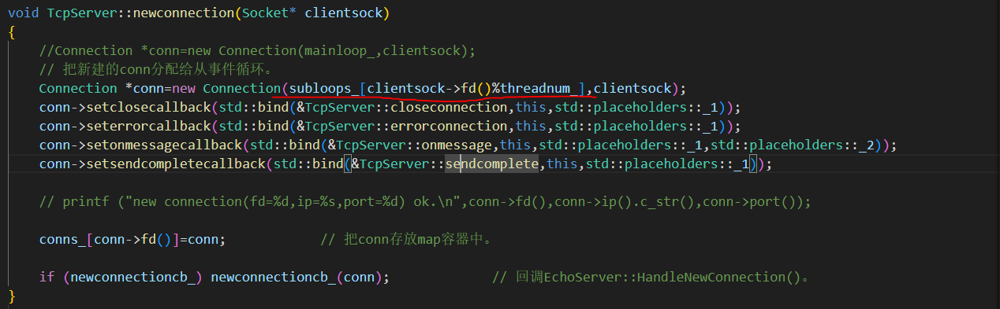 void TcpServer::newconnection(Socket* clientsock)
{
//Connection *conn=new Connection(mainloop_,clientsock);
// 把新建的conn分配给从事件循环。
Connection *conn=new Connection(subloops_[clientsock->fd()%threadnum_],clientsock);
conn->setclosecallback(std::bind(&TcpServer::closeconnection,this,std::placeholders::_1));
conn->seterrorcallback(std::bind(&TcpServer::errorconnection,this,std::placeholders::_1));
conn->setonmessagecallback(std::bind(&TcpServer::onmessage,this,std::placeholders::_1,std::placeholders::_2));
conn->setsendcompletecallback(std::bind(&TcpServer::sendcomplete,this,std::placeholders::_1));
// printf ("new connection(fd=%d,ip=%s,port=%d) ok.\n",conn->fd(),conn->ip().c_str(),conn->port());
conns_[conn->fd()]=conn; // 把conn存放map容器中。
if (newconnectioncb_) newconnectioncb_(conn); // 回调EchoServer::HandleNewConnection()。
}